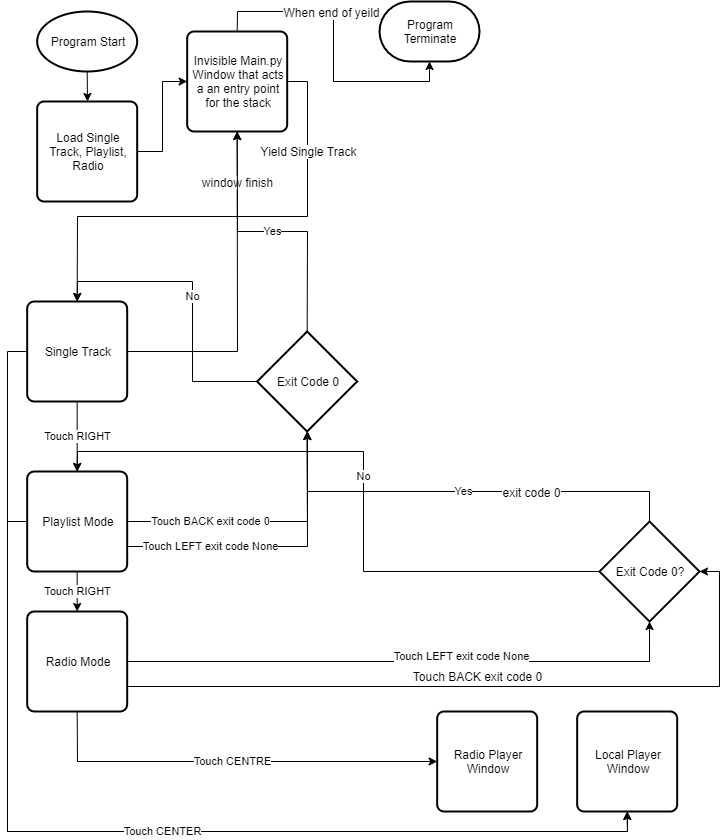 When end of yeild
Program
Terminate
Program Start
Invisible Main.py
Window that acts
a an entry point
for the stack
Load Single
Track, Playlist,
Radio
Yield Single Track
window finish
Yes
No
Single Track
Exit Code 0
Touch RIGHT
No
Yes
exit code 0
Playlist Mode
Touch BACK exit code 0
Touch LEFT exit code None
Exit Code 0?
Touch RIGHT
Radio Mode
Touch LEFT exit code None
Touch BACK exit code 0
Radio Player
Window
Local Player
Window
Touch CENTRE
Touch CENTER